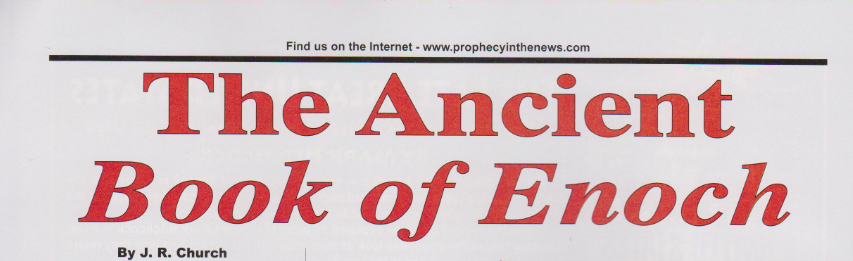 Find us on the Internet - www.prophecyinthenews.com
The Ancient
Book of Enoch
By J. R. Church